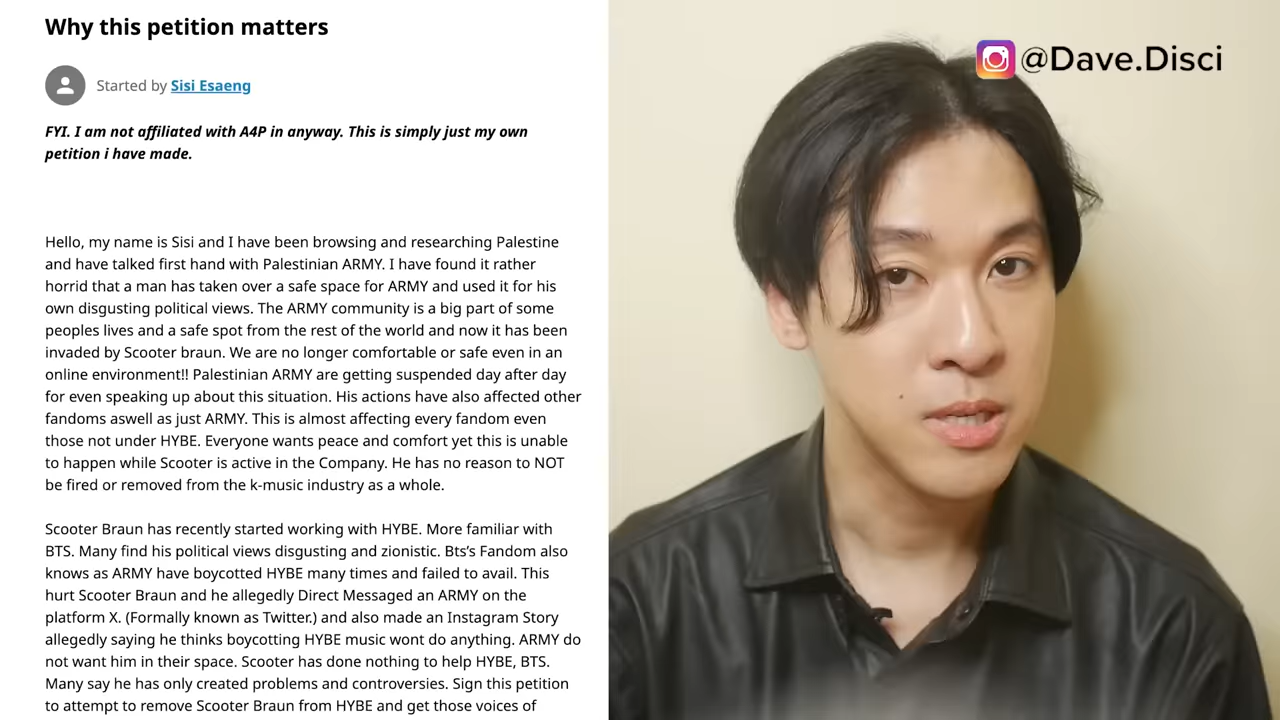 Why this petition matters
Started by Sisi Esaeng
FYI. I am not affiliated with A4P in anyway. This is simply just my own
petition i have made.
Hello, my name is Sisi and I have been browsing and researching Palestine
and have talked first hand with Palestinian ARMY. I have found it rather
horrid that a man has taken over a safe space for ARMY and used it for his
own disgusting political views. The ARMY community is a big part of some
peoples lives and a safe spot from the rest of the world and now it has been
invaded by Scooter braun. We are no longer comfortable or safe even in an
online environment!! Palestinian ARMY are getting suspended day after day
for even speaking up about this situation. His actions have also affected other
fandoms aswell as just ARMY. This is almost affecting every fandom even
those not under HYBE. Everyone wants peace and comfort yet this is unable
to happen while Scooter is active in the Company. He has no reason to NOT
be fired or removed from the k-music industry as a whole.
Scooter Braun has recently started working with HYBE. More familiar with
BTS. Many find his political views disgusting and zionistic. Bts’s Fandom also
knows as ARMY have boycotted HYBE many times and failed to avail. This
hurt Scooter Braun and he allegedly Direct Messaged an ARMY on the
platform X. (Formally known as Twitter.) and also made an Instagram Story
allegedly saying he thinks boycotting HYBE music wont do anything. ARMY do
not want him in their space. Scooter has done nothing to help HYBE, BTS.
Many say he has only created problems and controversies. Sign this petition
to attempt to remove Scooter Braun from HYBE and get those voices of
@Dave.Disci